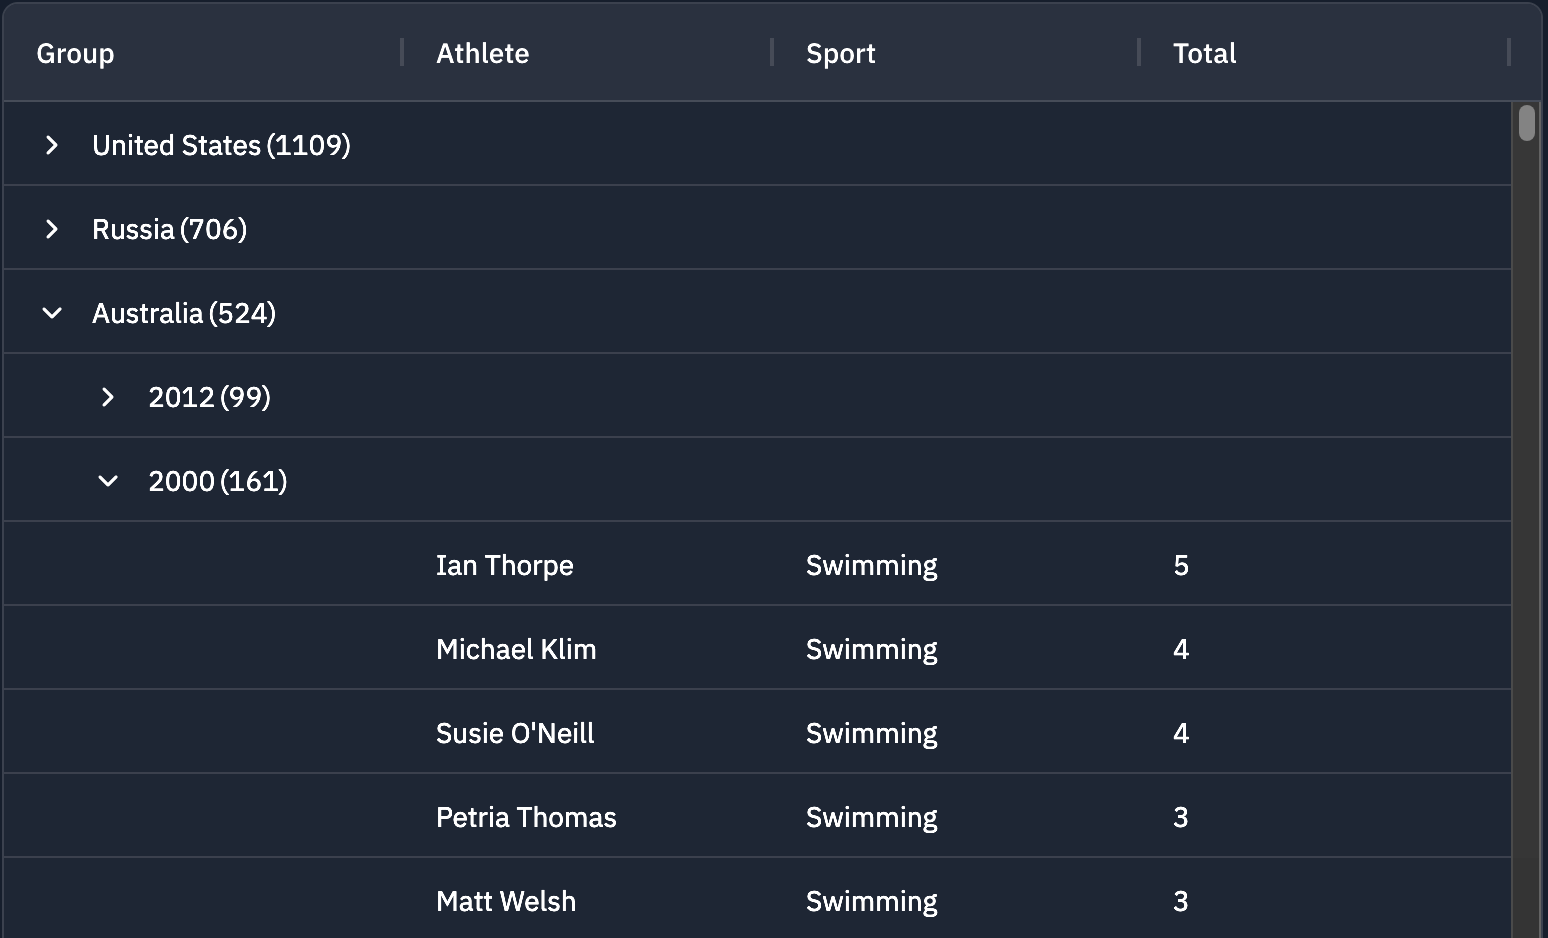 Group Athlete Sport Total
United States (1109)
Russia (706)
Australia (524)
2012 (99)
2000 (161)
Ian Thorpe Swimming 5
Michael Klim Swimming 4
Susie O'Neill Swimming 4
Petria Thomas Swimming 3
Matt Welsh Swimming 3